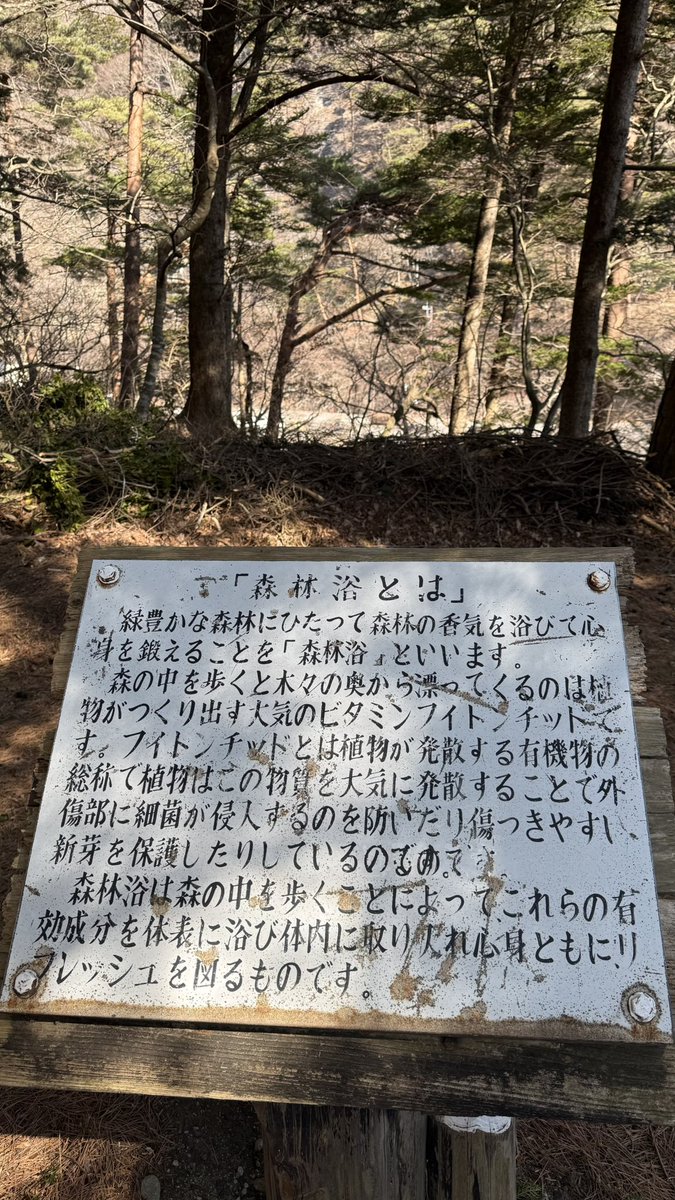 「森林浴とは」
緑豊かな森林にひたって森林の香気を浴びて心
身を鍛えることを「森林浴」といいます。
森の中を歩くと木々の奥から漂ってくるのは植
物がつくり出す大気のビタミンフイトンチットで
す。フイトンチッドとは植物が発散する有機物の
総称で植物はこの物質を大気に発散することで外
傷部に細菌が侵入するのを防いだり傷つきやすい
新芽を保護したりしているのです。
森林浴は森の中を歩くことによってこれらの有
効成分を体表に浴び体内に取り入れ心身ともにリ
フレッシュを図るものです。